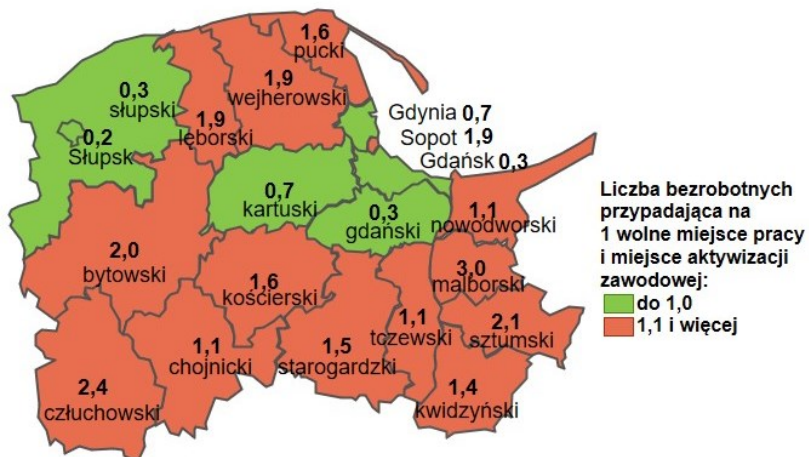 1,6
pucki
0,3
słupski
1,9
wejherowski
1,9
lęborski
Gdynia 0,7
Sopot 1,9
Gdańsk 0,3
0,2
Słupsk
0,7
kartuski
0,3
gdański
1,1
nowodworski
2,0
bytowski
1,6
kościerski
3,0
malborski
1,1
tczewski
2,1
sztumski
1,1
chojnicki
1,5
starogardzki
2,4
człuchowski
1,4
kwidzyński
Liczba bezrobotnych
przypadająca na
1 wolne miejsce pracy
i miejsce aktywizacji
zawodowej:
do 1,0
1,1 i więcej